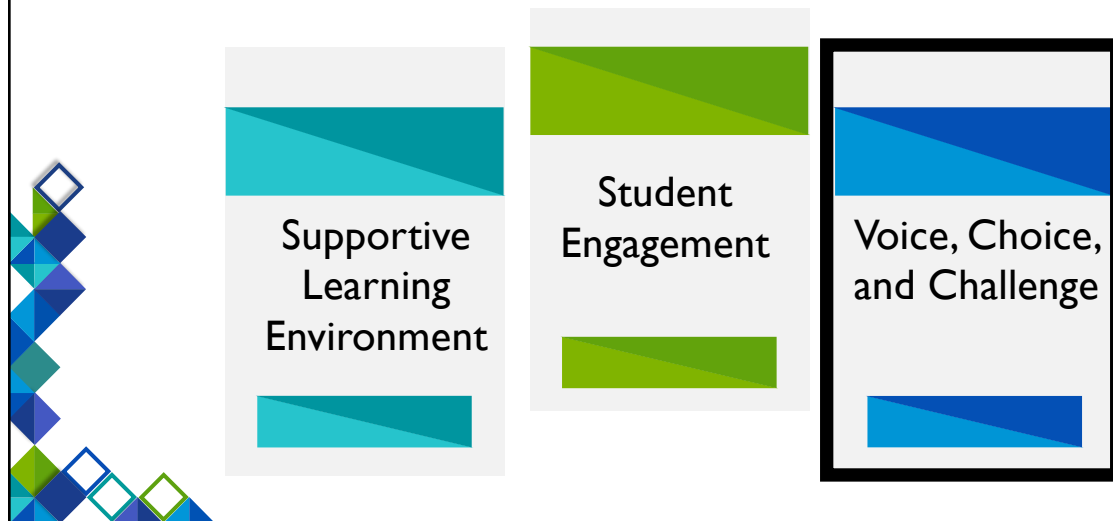 Supportive
Learning
Environment
Student
Engagement
Voice, Choice,
and Challenge